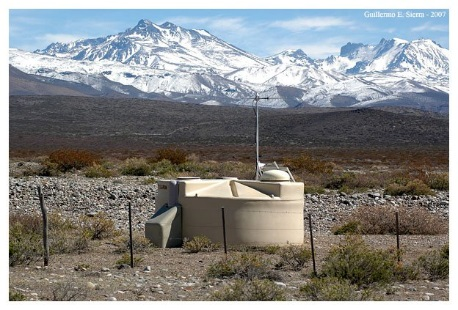 Guillermo E. Sierra - 2007